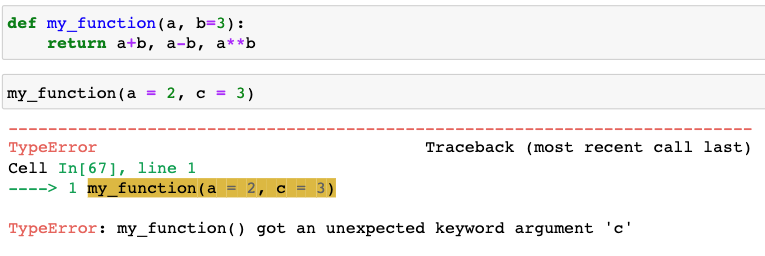 def my_function(a, b=3):
    return a+b, a-b, a**b
my_function(a = 2, c = 3)
---------------------------------------------------------------------------
TypeError                                 Traceback (most recent call last)
Cell In[67], line 1
----> 1 my_function(a = 2, c = 3)

TypeError: my_function() got an unexpected keyword argument 'c'